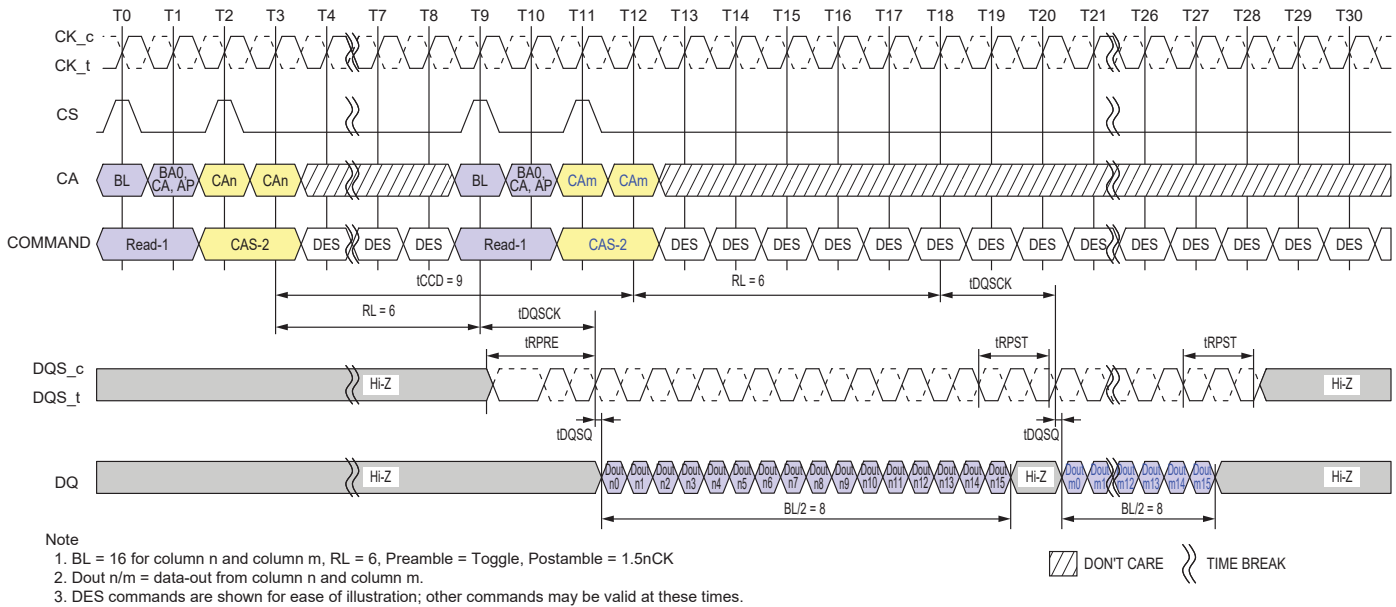 T0 T1 T2 T3 T4 T7 T8 T9 T10 T11 T12 T13 T14 T15 T16 T17 T18 T19 T20 T21 T26 T27 T28 T29 T30
CK_c
CK_t
CS
CA BL BA0, CA, AP CAn CAn BL BA0, CA, AP CAm CAm
COMMAND Read-1 CAS-2 DES DES DES Read-1 CAS-2 DES DES DES DES DES DES DES DES DES DES DES DES DES DES
tCCD = 9 RL = 6 tDQSCK
RL = 6 tDQSCK
tRPRE tRPST tRPST
DQS_c
DQS_t
Hi-Z Hi-Z
tDQSQ tDQSQ
DQ Hi-Z Dout n0 Dout n1 Dout n2 Dout n3 Dout n4 Dout n5 Dout n6 Dout n7 Dout n8 Dout n9 Dout n10 Dout n11 Dout n12 Dout n13 Dout n14 Dout n15 Hi-Z Dout m0 Dout m1 Dout m12 Dout m13 Dout m14 Dout m15 Hi-Z
BL/2 = 8 BL/2 = 8
Note
1. BL = 16 for column n and column m, RL = 6, Preamble = Toggle, Postamble = 1.5nCK
2. Dout n/m = data-out from column n and column m.
3. DES commands are shown for ease of illustration; other commands may be valid at these times.
DON'T CARE TIME BREAK